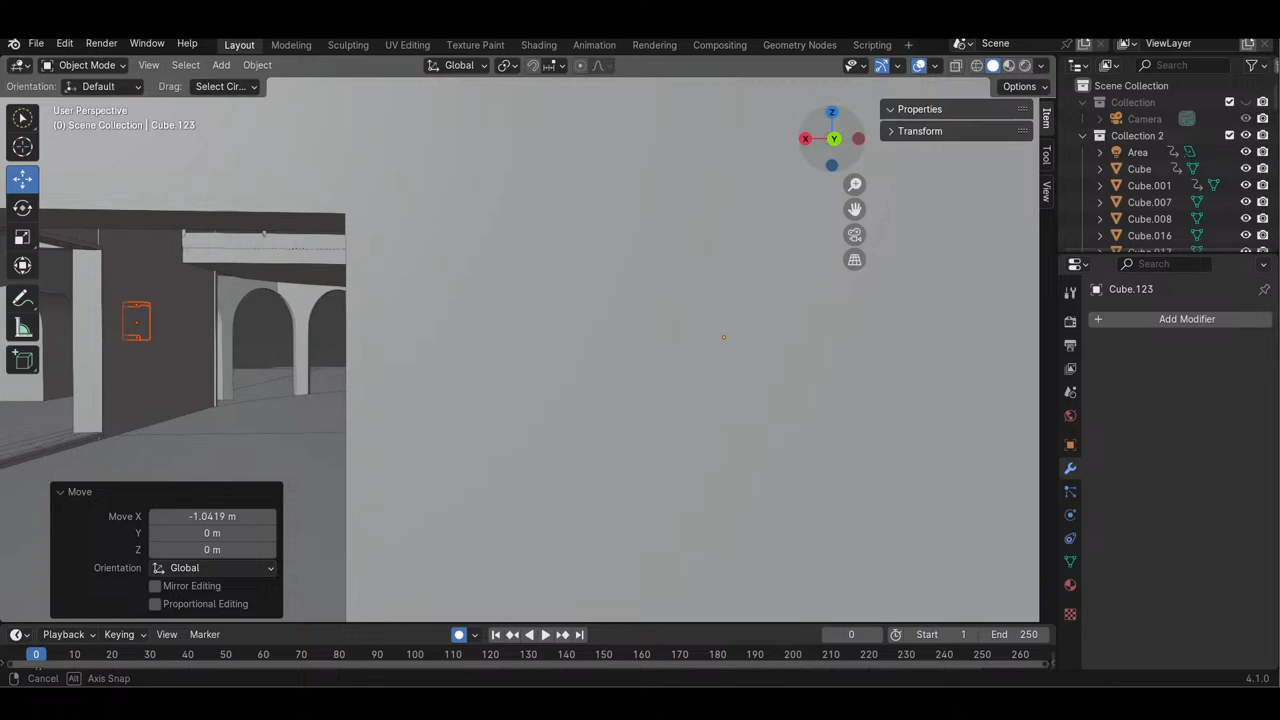 File Edit Render Window Help Layout Modeling Sculpting UV Editing Texture Paint Shading Animation Rendering Compositing Geometry Nodes Scripting + Scene ViewLayer
Object Mode View Select Add Object Global Search
Orientation: Default Drag: Select Cir... Options
User Perspective
(0) Scene Collection | Cube.123
Z
X
Y
Properties
Transform
Item
Tool
View
Scene Collection
Collection
Camera
Collection 2
Area
Cube
Cube.001
Cube.007
Cube.008
Cube.016
Search
Cube.123
+ Add Modifier
Move
Move X -1.0419 m
Y 0 m
Z 0 m
Orientation Global
Mirror Editing
Proportional Editing
Playback Keying View Marker 0 Start 1 End 250
0 10 20 30 40 50 60 70 80 90 100 110 120 130 140 150 160 170 180 190 200 210 220 230 240 250 260
Cancel Alt Axis Snap 4.1.0